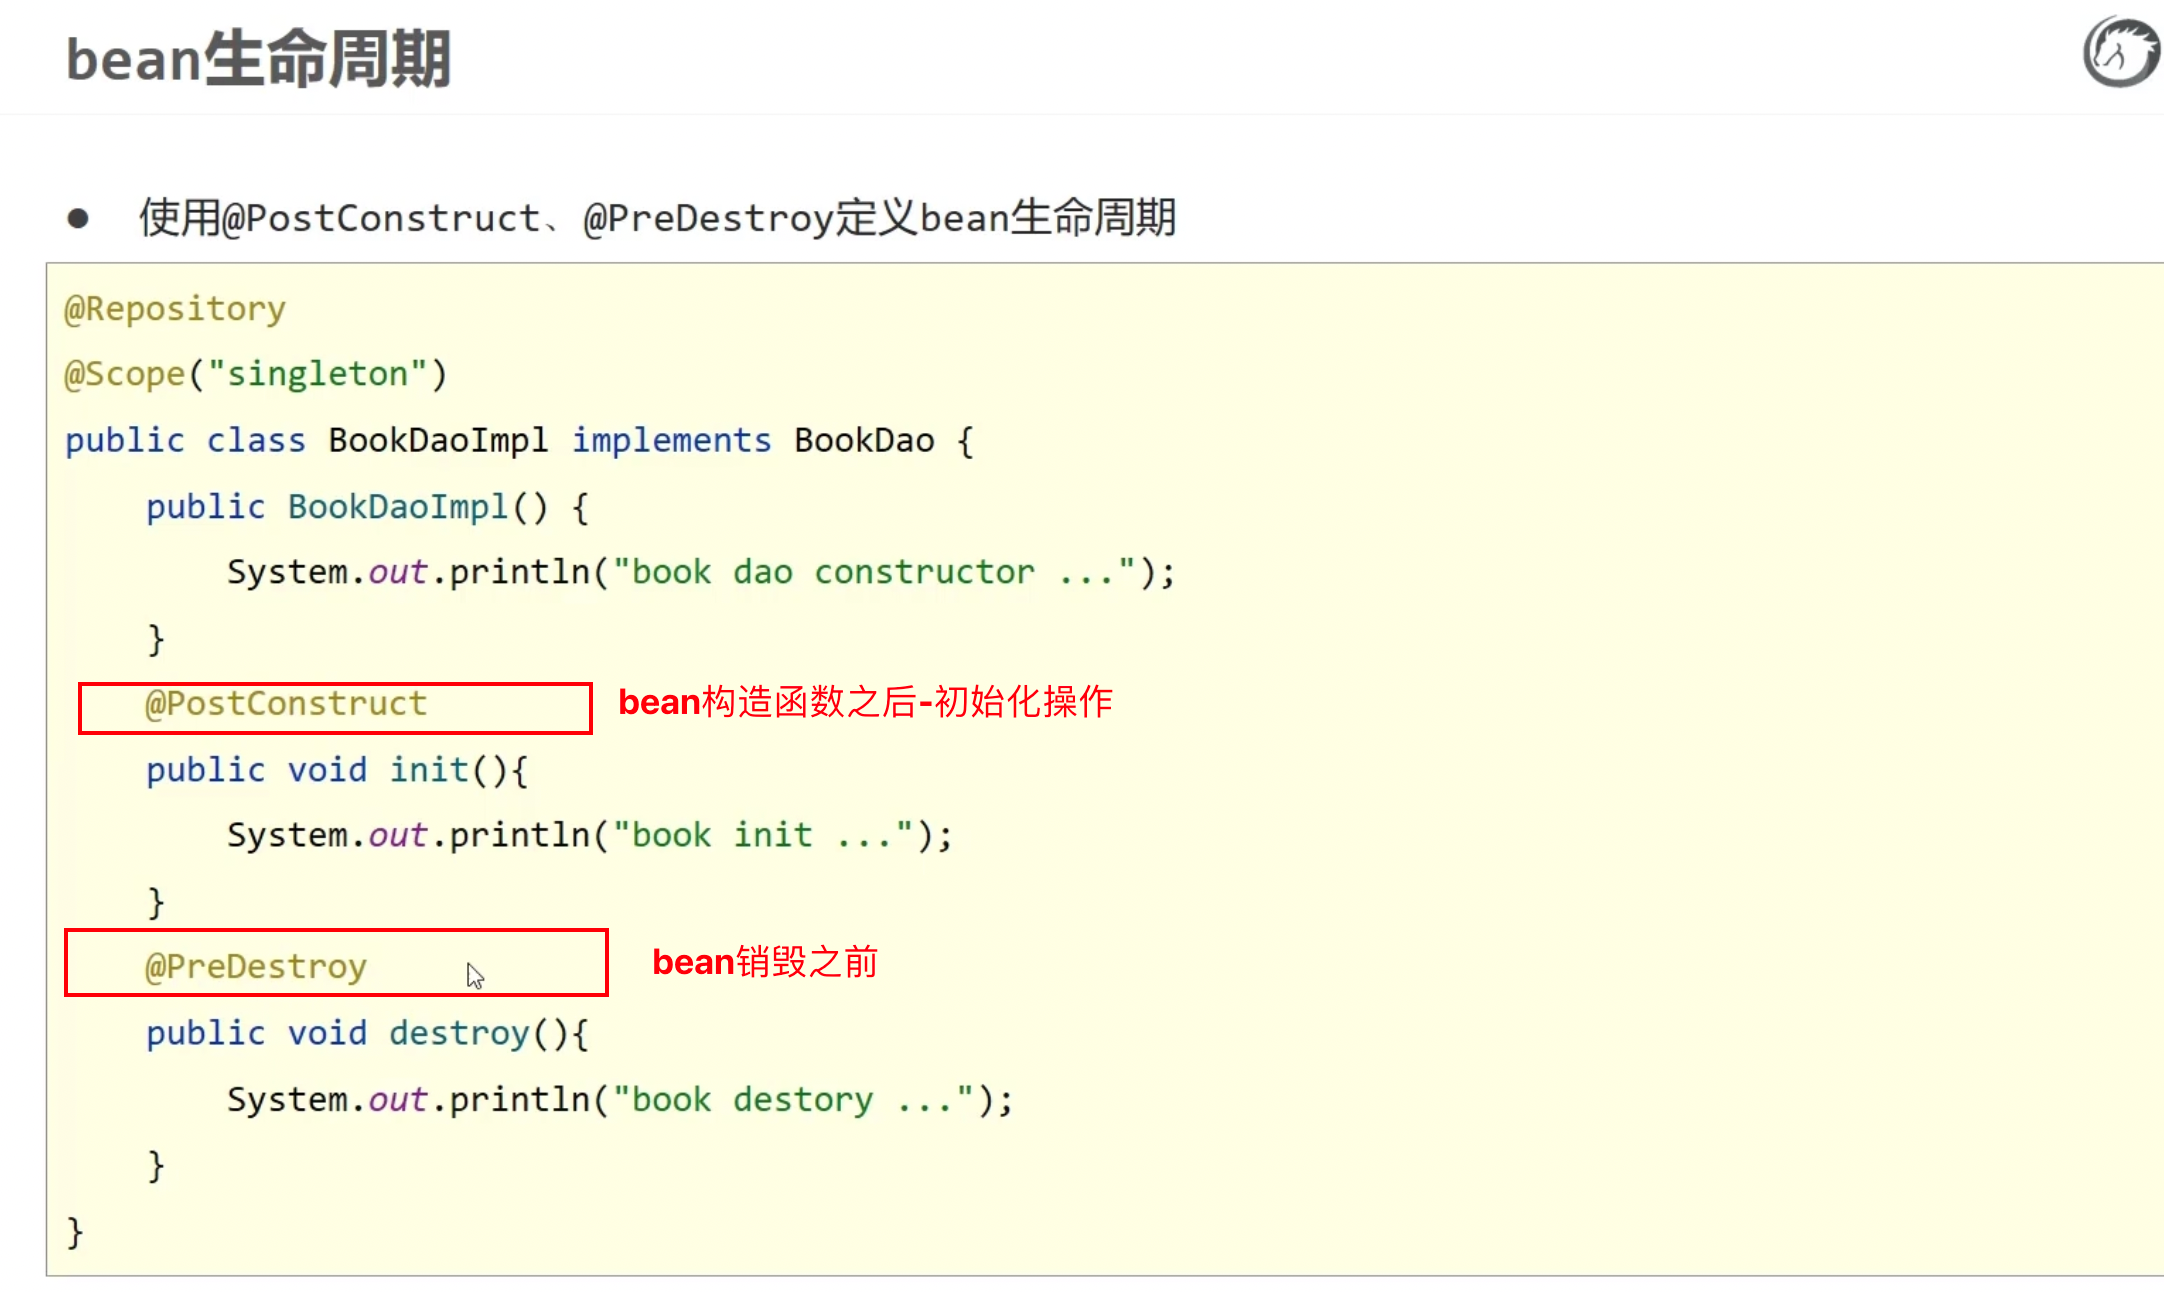 bean生命周期
● 使用@PostConstruct、@PreDestroy定义bean生命周期
@Repository
@Scope("singleton")
public class BookDaoImpl implements BookDao {
public BookDaoImpl() {
System.out.println("book dao constructor ...");
}
@PostConstruct bean构造函数之后-初始化操作
public void init(){
System.out.println("book init ...");
}
@PreDestroy bean销毁之前
public void destroy(){
System.out.println("book destory ...");
}
}